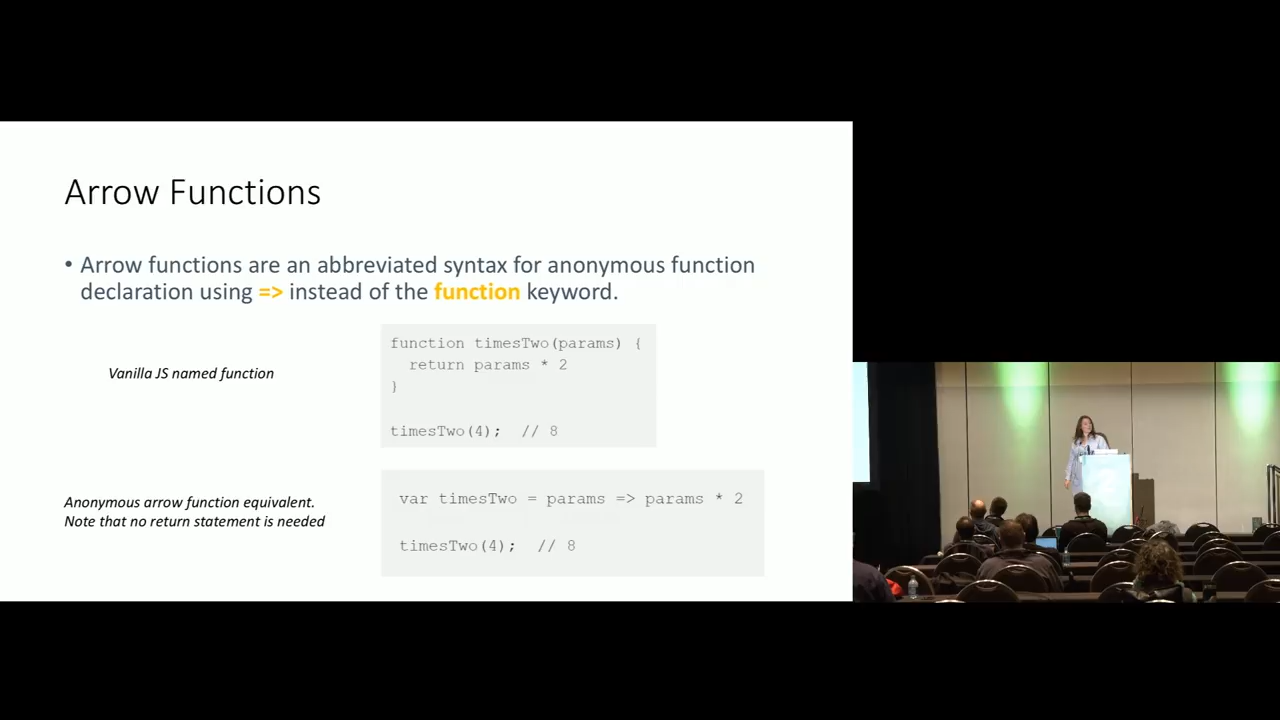 Arrow Functions
• Arrow functions are an abbreviated syntax for anonymous function
declaration using => instead of the function keyword.
Vanilla JS named function
function timesTwo(params) {
  return params * 2
}
timesTwo(4);  // 8
Anonymous arrow function equivalent.
Note that no return statement is needed
var timesTwo = params => params * 2
timesTwo(4);  // 8